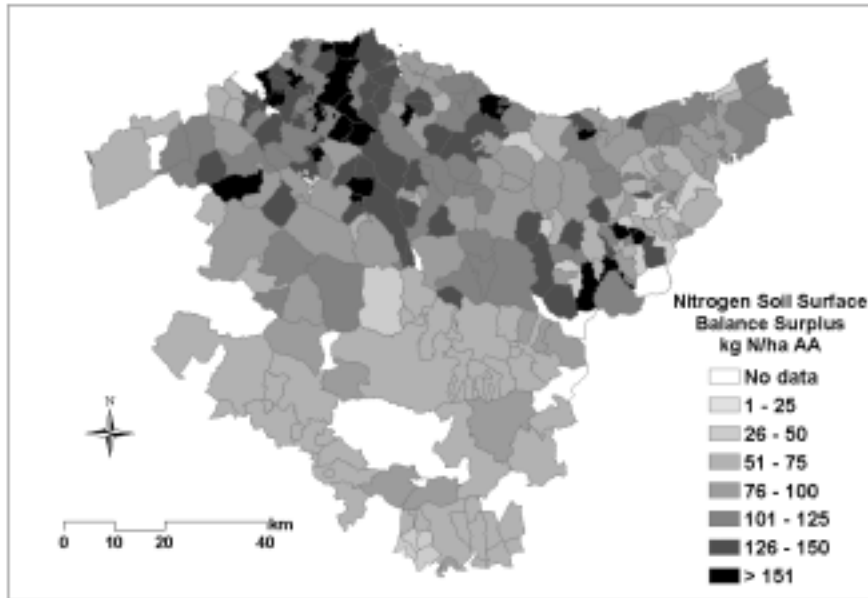 Nitrogen Soil Surface
Balance Surplus
kg N/ha AA
No data
1 - 25
26 - 50
51 - 75
76 - 100
101 - 125
126 - 150
> 151
N
km
0 10 20 40